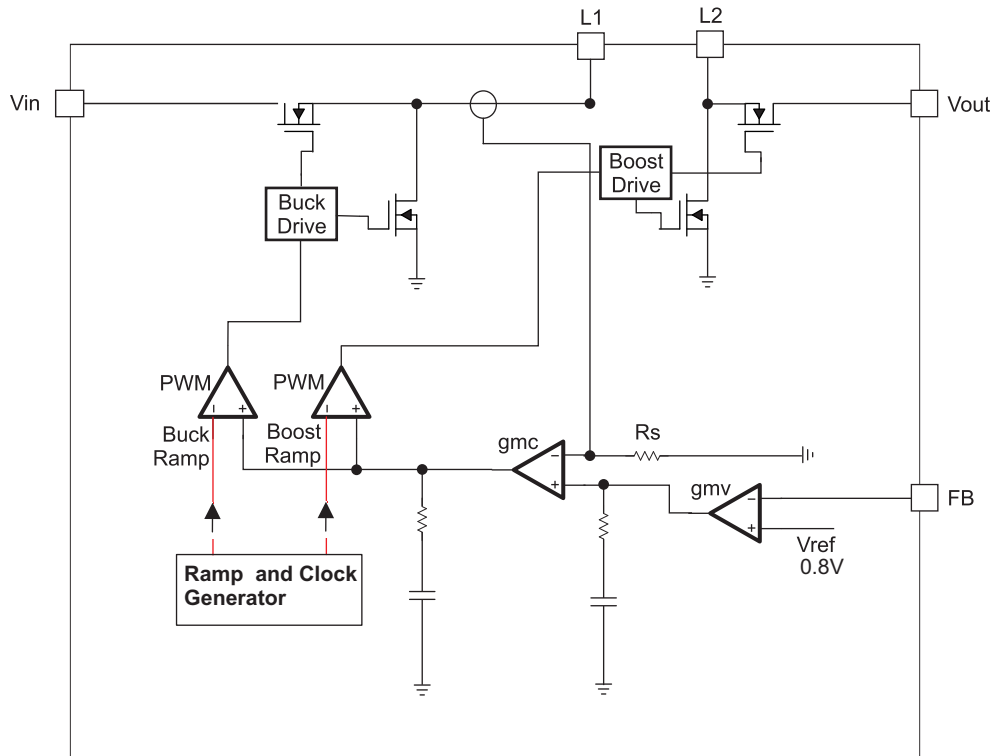 L1
L2
Vin
Vout
Boost
Drive
Buck
Drive
PWM
PWM
Buck
Ramp
Boost
Ramp
gmc
Rs
gmv
FB
Vref
0.8V
Ramp and Clock
Generator